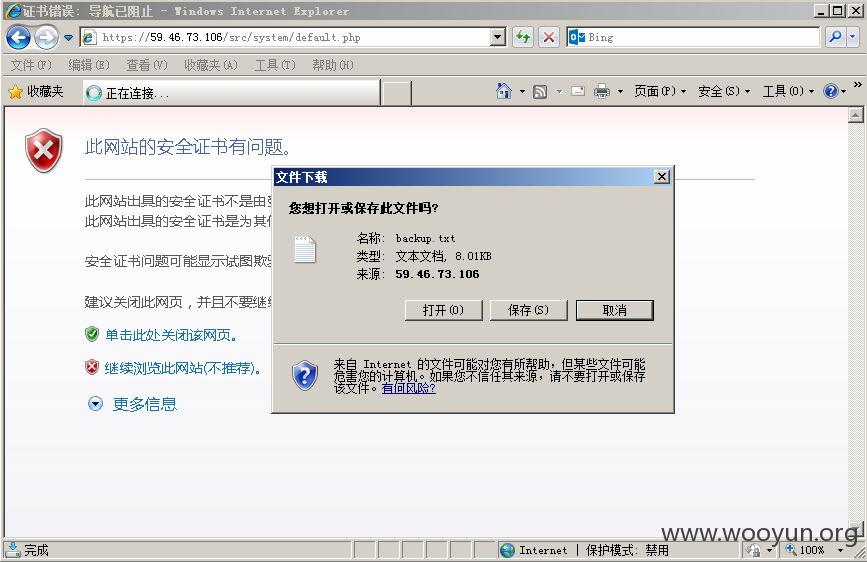 证书错误: 导航已阻止 - Windows Internet Explorer
https://59.46.73.106/src/system/default.php
Bing
文件(F) 编辑(E) 查看(V) 收藏夹(A) 工具(T) 帮助(H)
收藏夹 正在连接... 页面(P) 安全(S) 工具(O) »
此网站的安全证书有问题。
文件下载
您想打开或保存此文件吗?
此网站出具的安全证书不是由
此网站出具的安全证书是为其
名称: backup.txt
类型: 文本文档, 8.01KB
来源: 59.46.73.106
安全证书问题可能显示试图欺
建议关闭此网页，并且不要继
打开(O) 保存(S) 取消
单击此处关闭该网页。
继续浏览此网站(不推荐)。
更多信息
来自 Internet 的文件可能对您有所帮助，但某些文件可能
危害您的计算机。如果您不信任其来源，请不要打开或保存
该文件。有何风险?
www.wooyun.org
完成 Internet | 保护模式: 禁用 100%